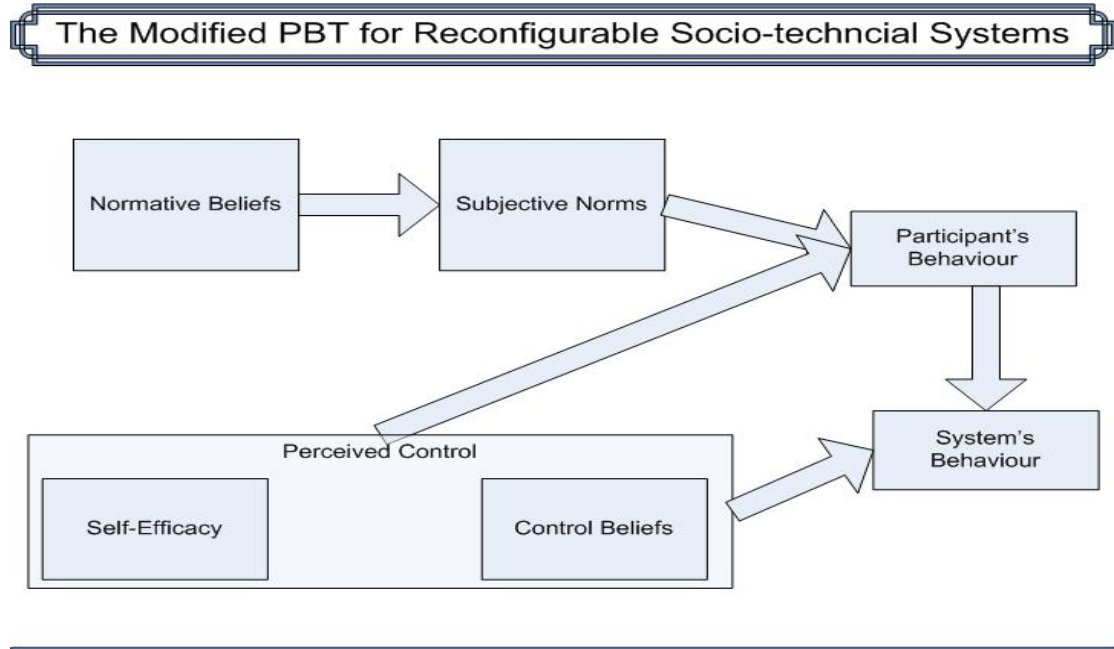 The Modified PBT for Reconfigurable Socio-techncial Systems
Normative Beliefs
Subjective Norms
Participant's
Behaviour
System's
Behaviour
Perceived Control
Self-Efficacy
Control Beliefs